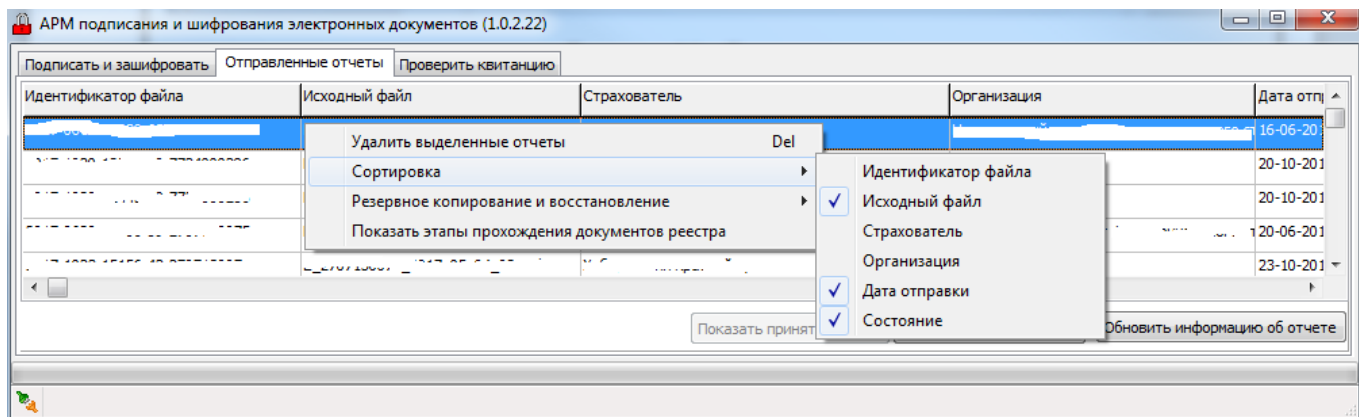 АРМ подписания и шифрования электронных документов (1.0.2.22)
Подписать и зашифровать Отправленные отчеты Проверить квитанцию
Идентификатор файла Исходный файл Страхователь Организация Дата отп
16-06-20
Удалить выделенные отчеты Del
20-10-201
Сортировка Идентификатор файла
Резервное копирование и восстановление Исходный файл 20-10-201
Показать этапы прохождения документов реестра Страхователь 20-06-201
Организация 23-10-201
Дата отправки
Состояние
Показать принят Обновить информацию об отчете